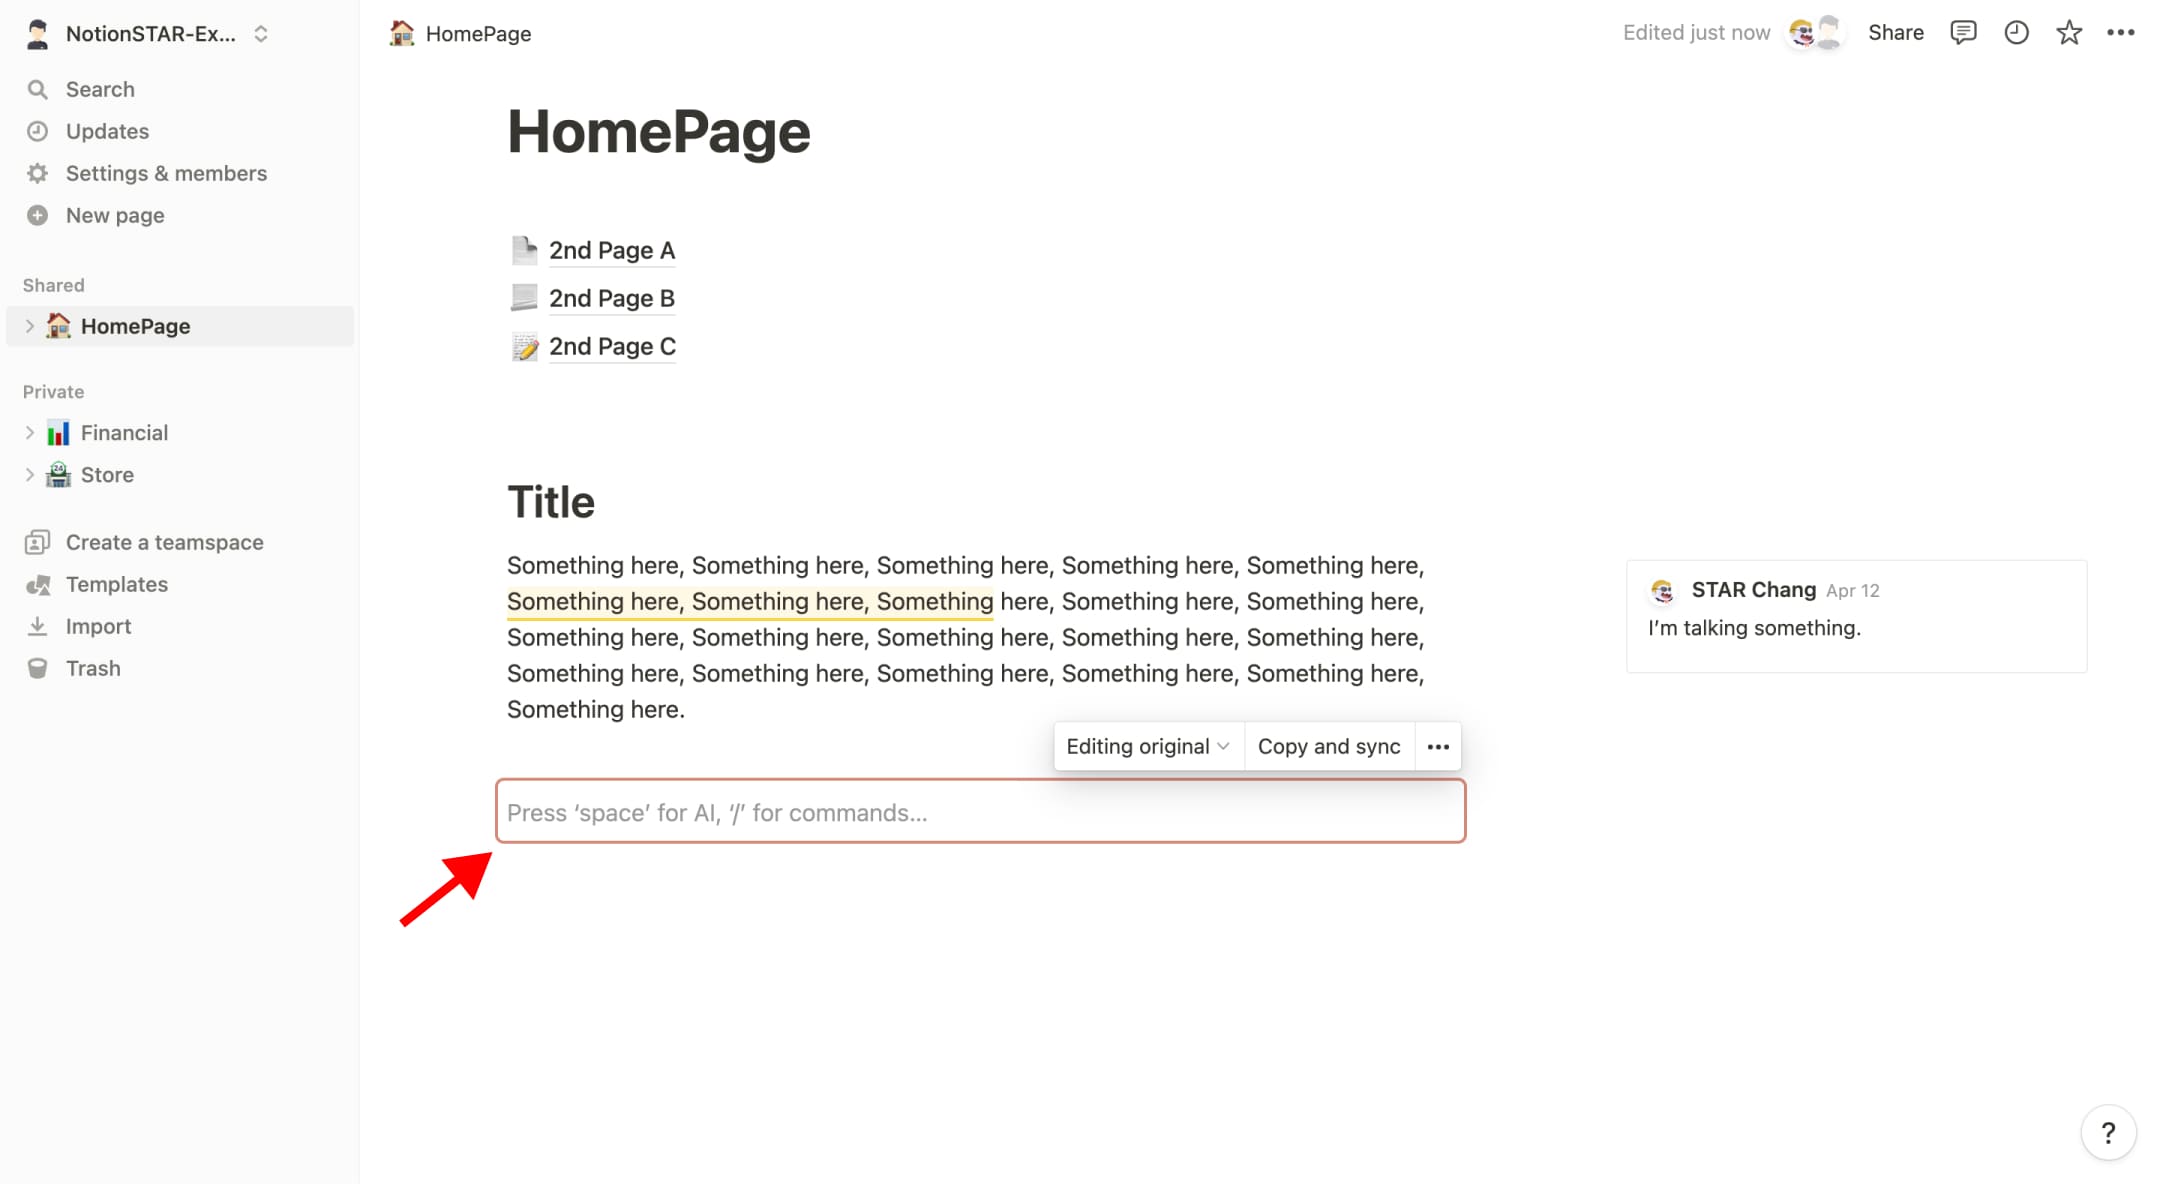 NotionSTAR-Ex...
Search
Updates
Settings & members
New page
Shared
HomePage
Private
Financial
24
Store
Create a teamspace
Templates
Import
Trash
HomePage
Edited just now
Share
HomePage
2nd Page A
2nd Page B
2nd Page C
Title
Something here, Something here, Something here, Something here, Something here,
Something here, Something here, Something here, Something here, Something here,
Something here, Something here, Something here, Something here, Something here,
Something here, Something here, Something here, Something here, Something here,
Something here.
STAR Chang Apr 12
I’m talking something.
Editing original
Copy and sync
Press ‘space’ for AI, ‘/’ for commands…
?